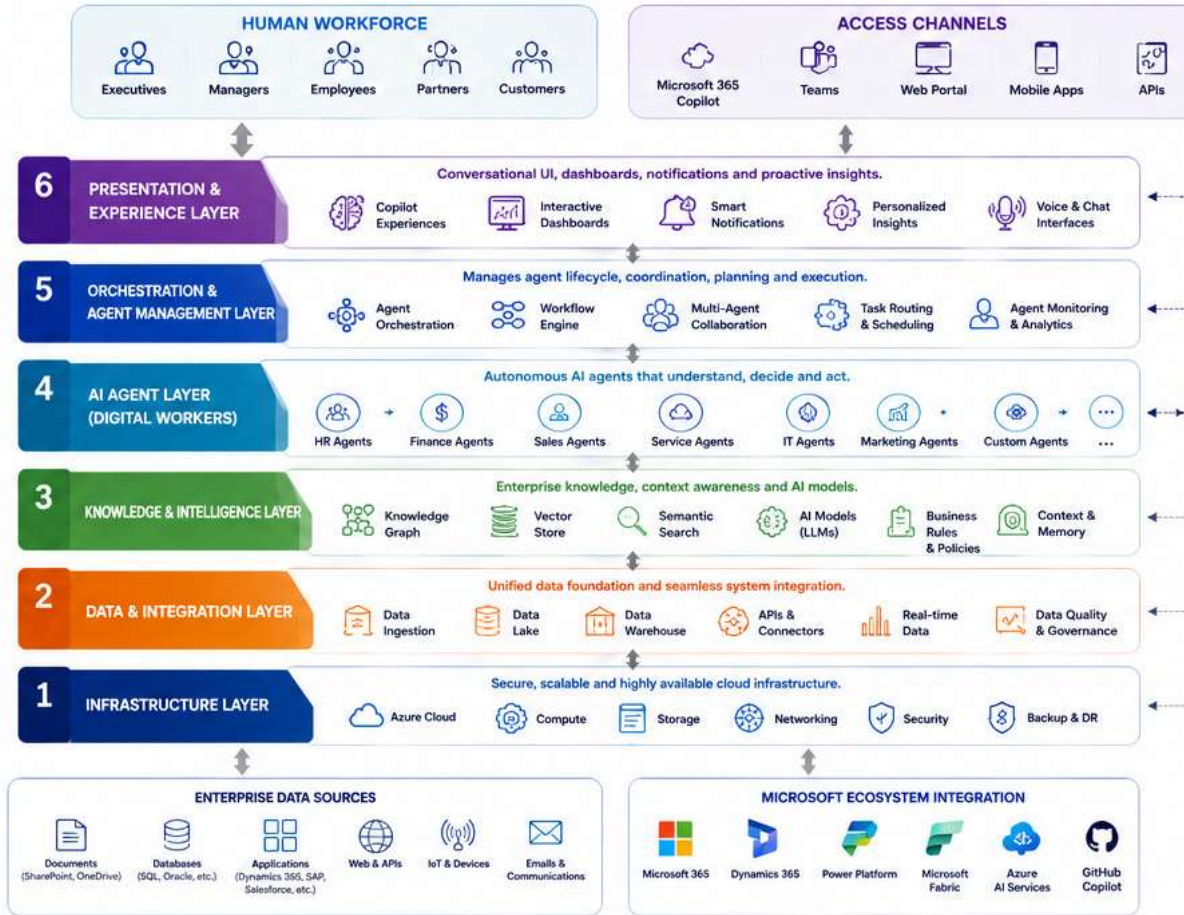 HUMAN WORKFORCE
Executives
Managers
Employees
Partners
Customers
ACCESS CHANNELS
Microsoft 365
Copilot
Teams
Web Portal
Mobile Apps
APIs
6
PRESENTATION &
EXPERIENCE LAYER
Conversational UI, dashboards, notifications and proactive insights.
Copilot
Experiences
Interactive
Dashboards
Smart
Notifications
Personalized
Insights
Voice & Chat
Interfaces
5
ORCHESTRATION &
AGENT MANAGEMENT LAYER
Manages agent lifecycle, coordination, planning and execution.
Agent
Orchestration
Workflow
Engine
Multi-Agent
Collaboration
Task Routing
& Scheduling
Agent Monitoring
& Analytics
4
AI AGENT LAYER
(DIGITAL WORKERS)
Autonomous AI agents that understand, decide and act.
HR Agents
$
Finance Agents
Sales Agents
Service Agents
IT Agents
Marketing Agents
Custom Agents
...
...
3
KNOWLEDGE & INTELLIGENCE LAYER
Enterprise knowledge, context awareness and AI models.
Knowledge
Graph
Vector
Store
Semantic
Search
AI Models
(LLMs)
Business
Rules
& Policies
Context &
Memory
2
DATA & INTEGRATION LAYER
Unified data foundation and seamless system integration.
Data
Ingestion
Data
Lake
Data
Warehouse
APIs &
Connectors
Real-time
Data
Data Quality
& Governance
1
INFRASTRUCTURE LAYER
Secure, scalable and highly available cloud infrastructure.
Azure Cloud
Compute
Storage
Networking
Security
Backup & DR
ENTERPRISE DATA SOURCES
Documents
(SharePoint, OneDrive)
Databases
(SQL, Oracle, etc.)
Applications
(Dynamics 365, SAP,
Salesforce, etc.)
Web & APIs
IoT & Devices
Emails &
Communications
MICROSOFT ECOSYSTEM INTEGRATION
Microsoft 365
Dynamics 365
Power Platform
Microsoft
Fabric
Azure
AI Services
GitHub
Copilot